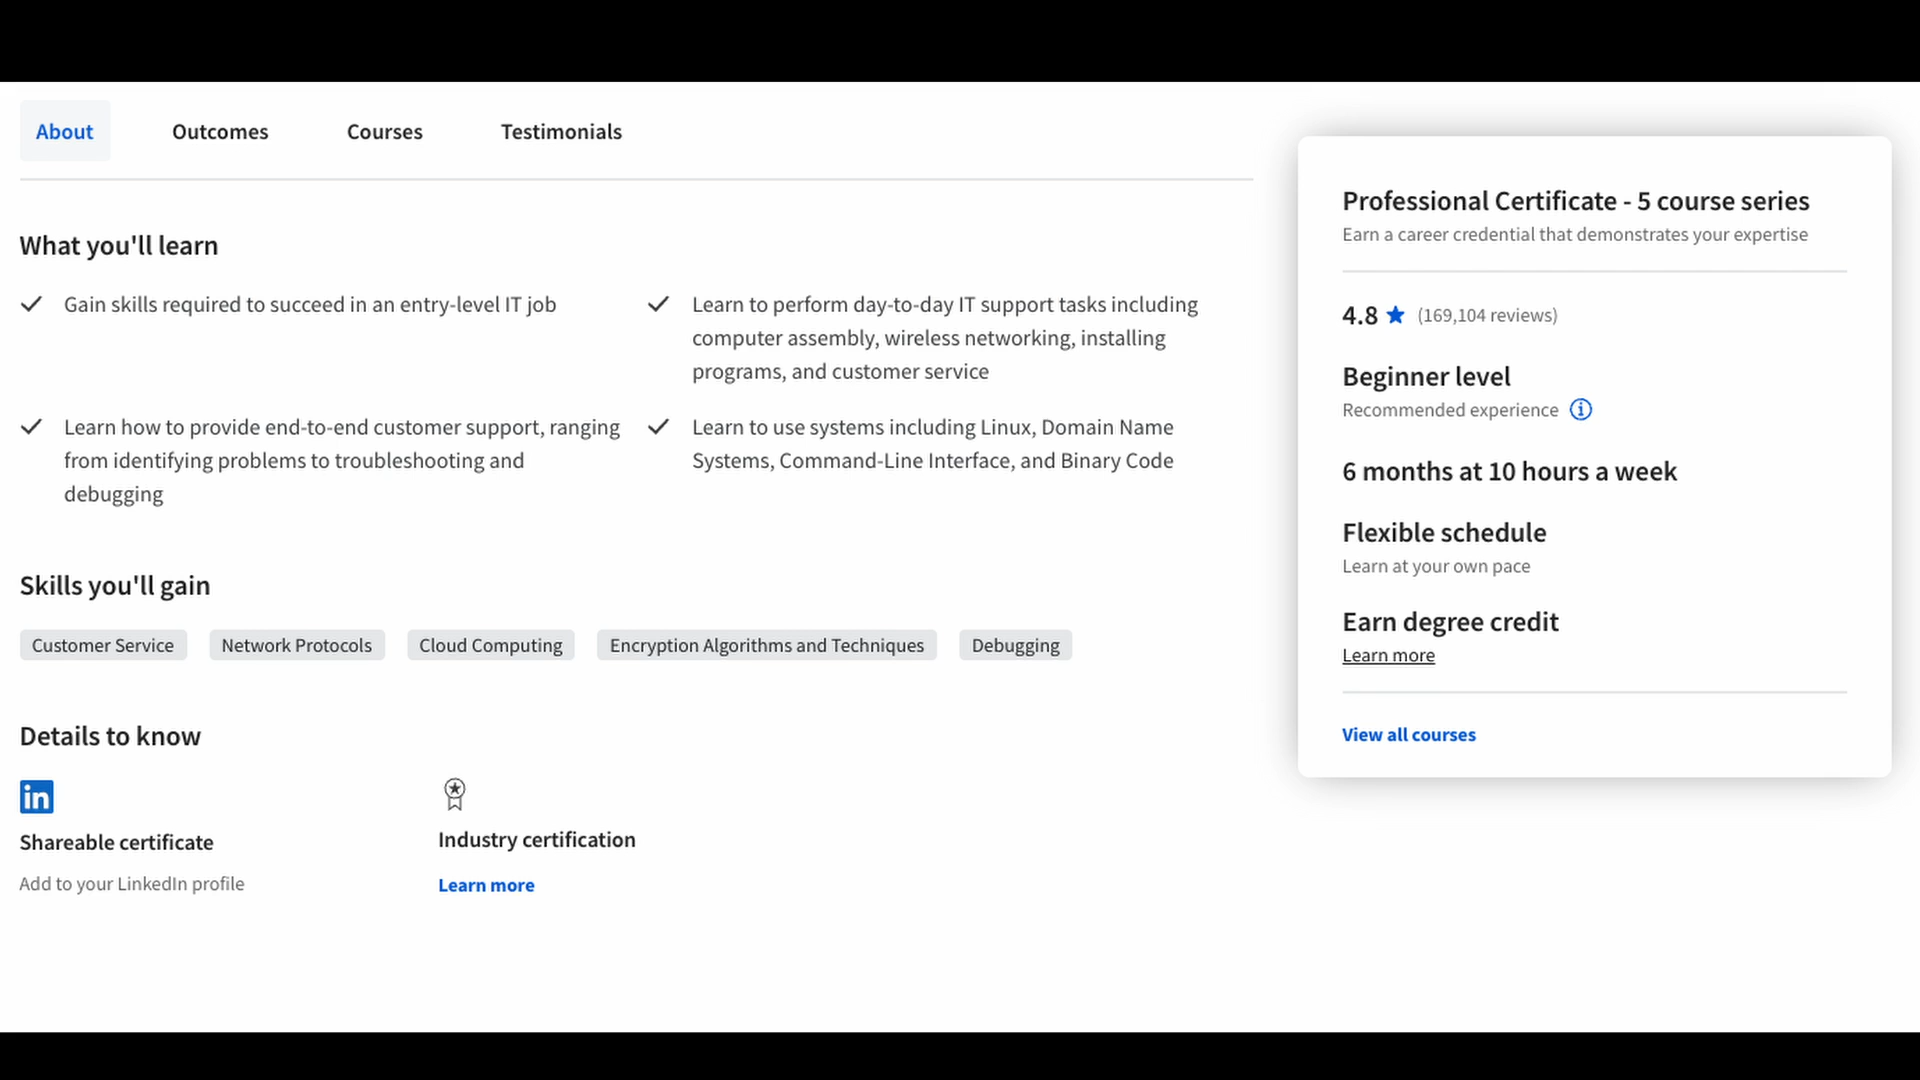 About
Outcomes
Courses
Testimonials
What you'll learn
Gain skills required to succeed in an entry-level IT job
Learn to perform day-to-day IT support tasks including
computer assembly, wireless networking, installing
programs, and customer service
Learn how to provide end-to-end customer support, ranging
from identifying problems to troubleshooting and
debugging
Learn to use systems including Linux, Domain Name
Systems, Command-Line Interface, and Binary Code
Skills you'll gain
Customer Service
Network Protocols
Cloud Computing
Encryption Algorithms and Techniques
Debugging
Details to know
in
Shareable certificate
Add to your LinkedIn profile
Industry certification
Learn more
Professional Certificate - 5 course series
Earn a career credential that demonstrates your expertise
4.8 (169,104 reviews)
Beginner level
Recommended experience
6 months at 10 hours a week
Flexible schedule
Learn at your own pace
Earn degree credit
Learn more
View all courses